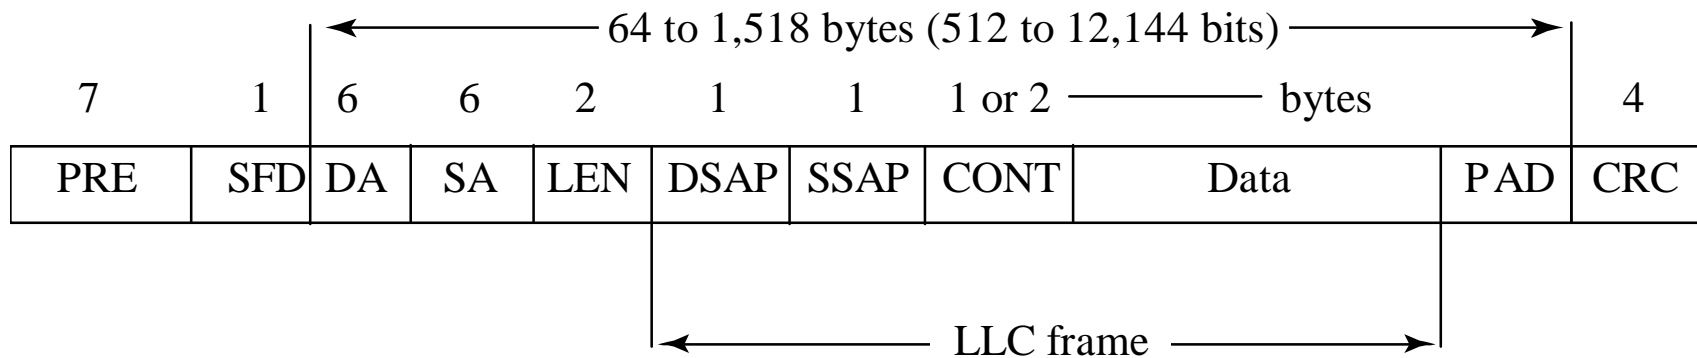 64 to 1,518 bytes (512 to 12,144 bits)
7 1 6 6 2 1 1 1 or 2 bytes 4
PRE SFD DA SA LEN DSAP SSAP CONT Data PAD CRC
LLC frame